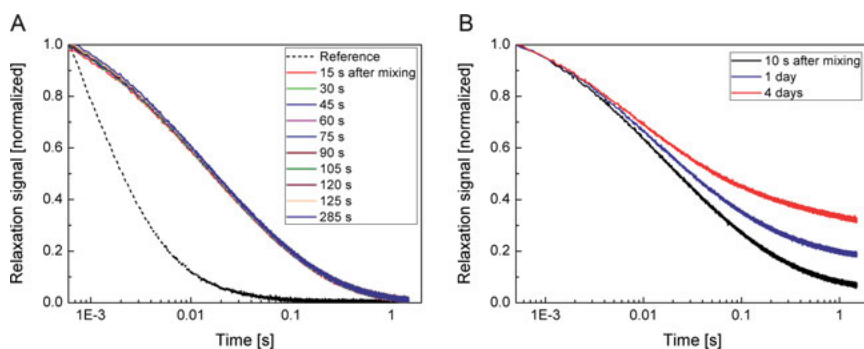 A
Relaxation signal [normalized]
1.0
0.8
0.6
0.4
0.2
0.0
Reference
15 s after mixing
30 s
45 s
60 s
75 s
90 s
105 s
120 s
125 s
285 s
1E-3
0.01
0.1
1
Time [s]
B
Relaxation signal [normalized]
1.0
0.8
0.6
0.4
0.2
0.0
10 s after mixing
1 day
4 days
1E-3
0.01
0.1
1
Time [s]